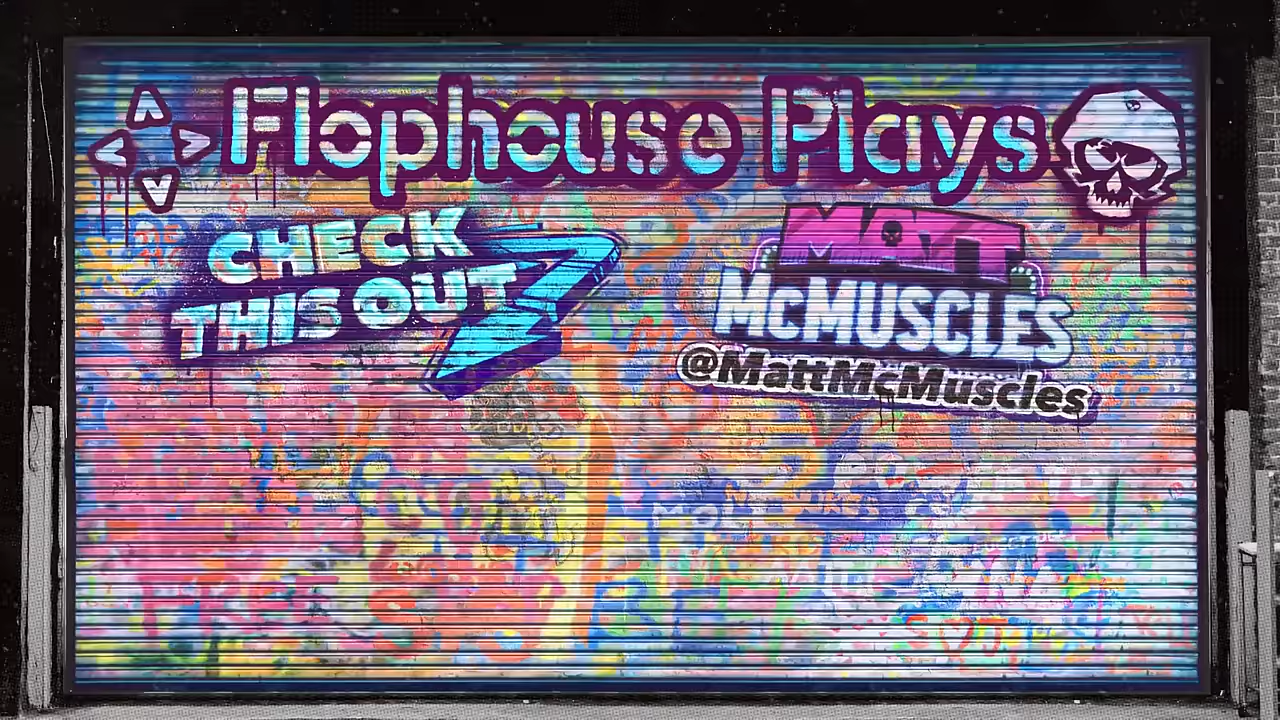 Flophouse Plays
CHECK
THIS OUT
MATT
McMUSCLES
@MattMcMuscles